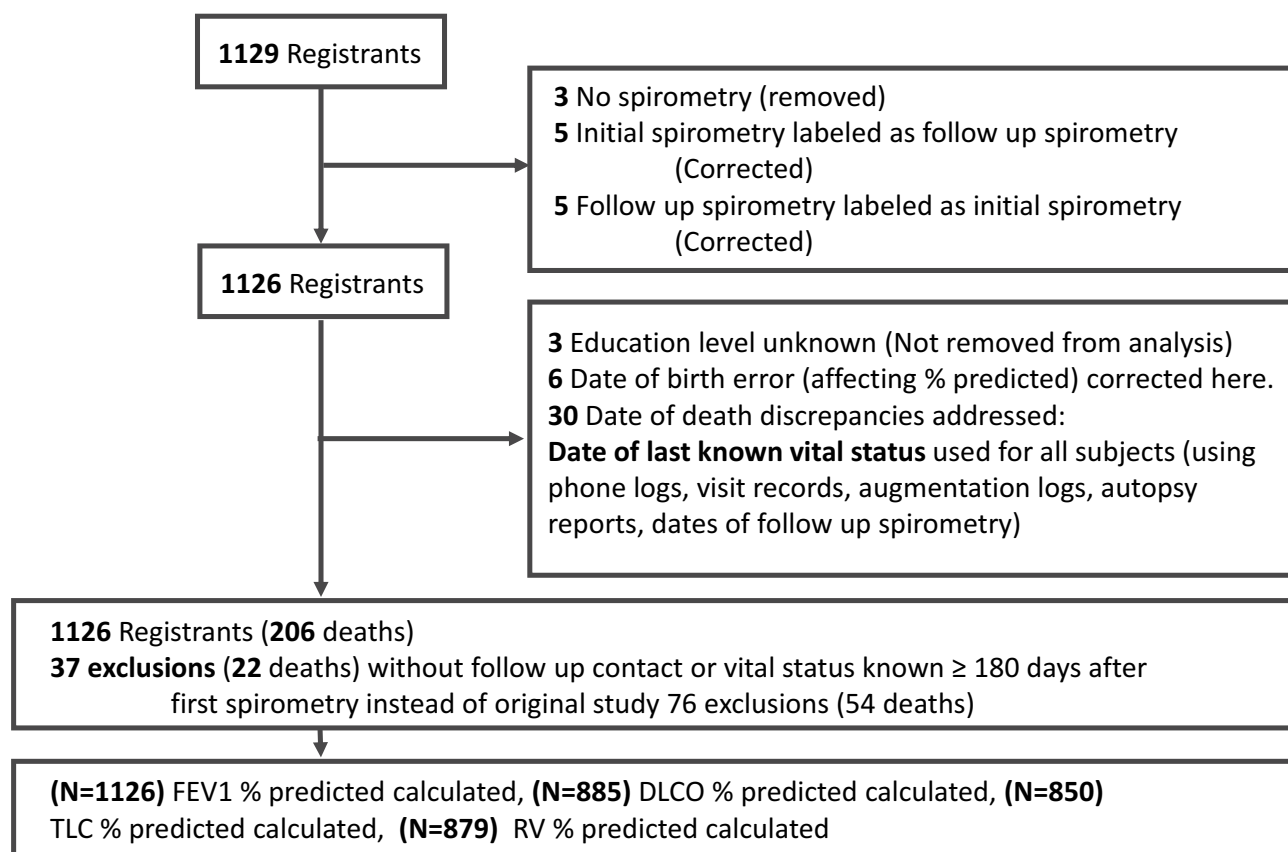 1129 Registrants
3 No spirometry (removed)
5 Initial spirometry labeled as follow up spirometry
(Corrected)
5 Follow up spirometry labeled as initial spirometry
(Corrected)
1126 Registrants
3 Education level unknown (Not removed from analysis)
6 Date of birth error (affecting % predicted) corrected here.
30 Date of death discrepancies addressed:
Date of last known vital status used for all subjects (using
phone logs, visit records, augmentation logs, autopsy
reports, dates of follow up spirometry)
1126 Registrants (206 deaths)
37 exclusions (22 deaths) without follow up contact or vital status known ≥ 180 days after
first spirometry instead of original study 76 exclusions (54 deaths)
(N=1126) FEV1 % predicted calculated, (N=885) DLCO % predicted calculated, (N=850)
TLC % predicted calculated, (N=879) RV % predicted calculated